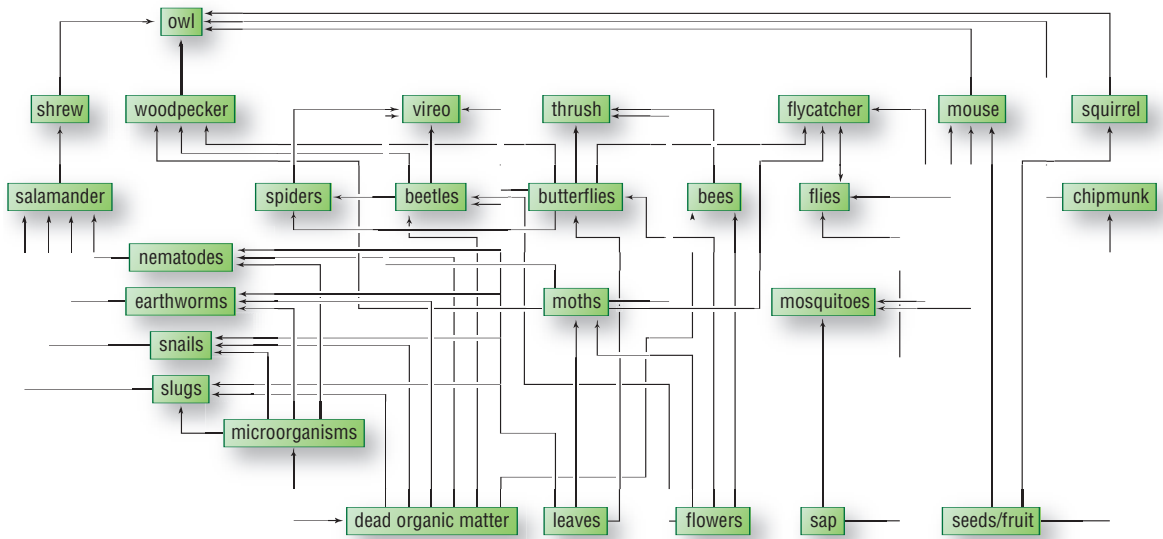 owl
shrew
woodpecker
vireo
thrush
flycatcher
mouse
squirrel
salamander
spiders
beetles
butterflies
bees
flies
chipmunk
nematodes
earthworms
moths
mosquitoes
snails
slugs
microorganisms
dead organic matter
leaves
flowers
sap
seeds/fruit